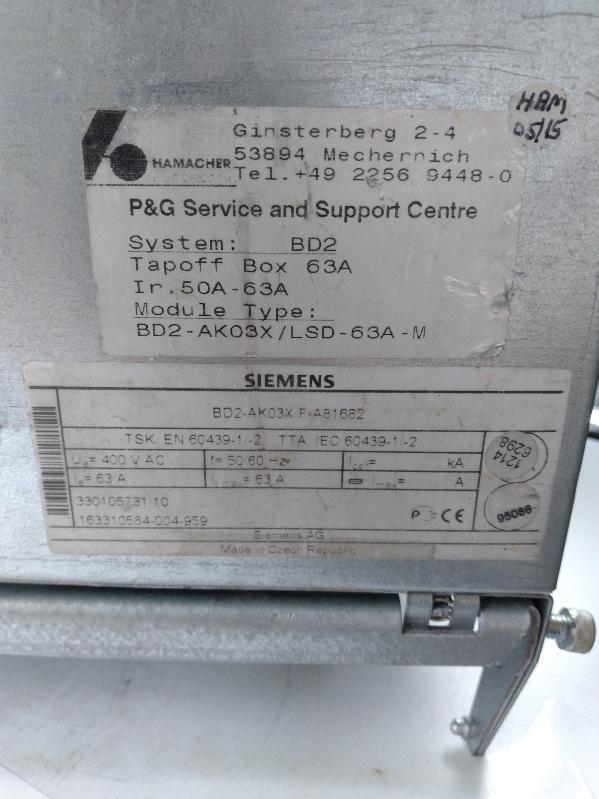 HAM
05/15
HAMACHER
Ginsterberg 2-4
53894 Mechernich
Tel.+49 2256 9448-0
P&G Service and Support Centre
System: BD2
Tapoff Box 63A
Ir.50A-63A
Module Type:
BD2-AK03X/LSD-63A-M
SIEMENS
BD2-AK03X/F-A81682
TSK EN 60439-1/-2 TTA IEC 60439-1/-2
Ue= 400 V AC f= 50/60 Hz Icw= kA
Ie= 63 A = 63 A Imax= A
330105731/10
163310584-004-959
1214
6298
95086
CE
Siemens AG
Made in Czech Republic